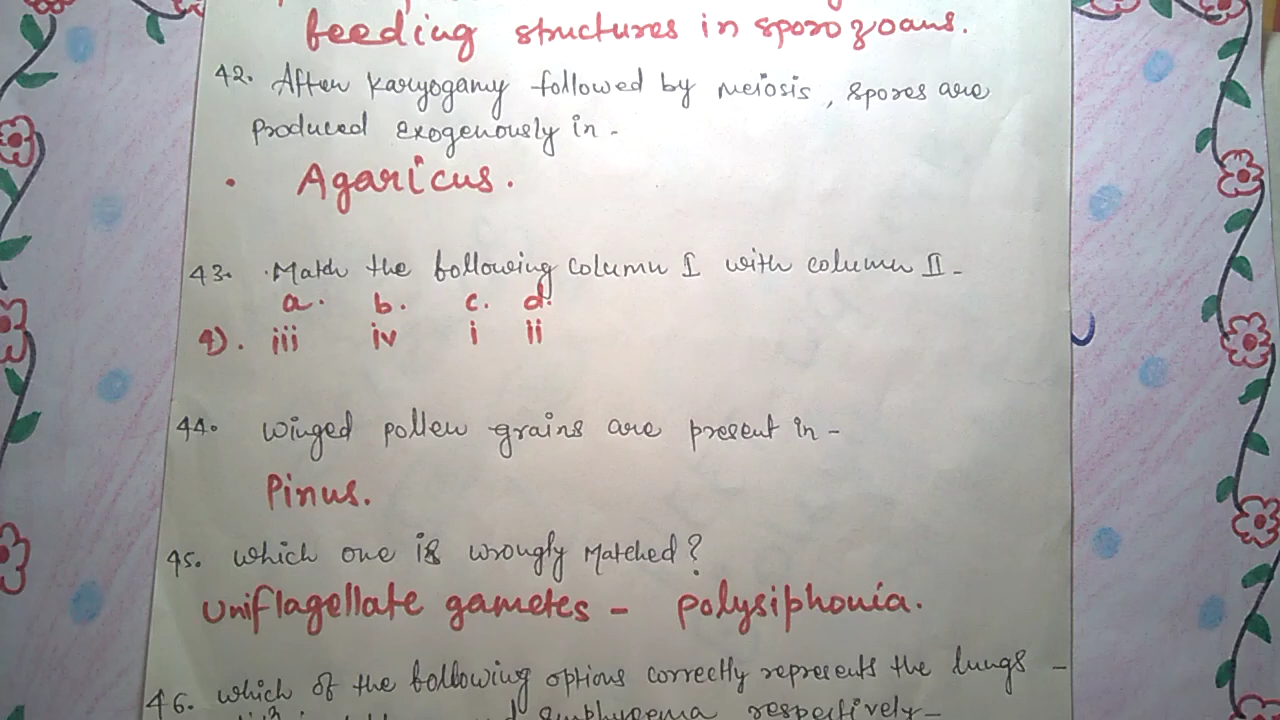 feeding structures in sporozoans.
42. After karyogamy followed by meiosis, spores are
produced exogenously in -
• Agaricus.
43. Match the following column I with column II -
a. b. c. d.
9). iii iv i ii
44. winged pollen grains are present in -
Pinus.
45. which one is wrongly Matched?
Uniflagellate gametes - polysiphonia.
46. which of the following options correctly represents the lungs -
emphysema respectively -